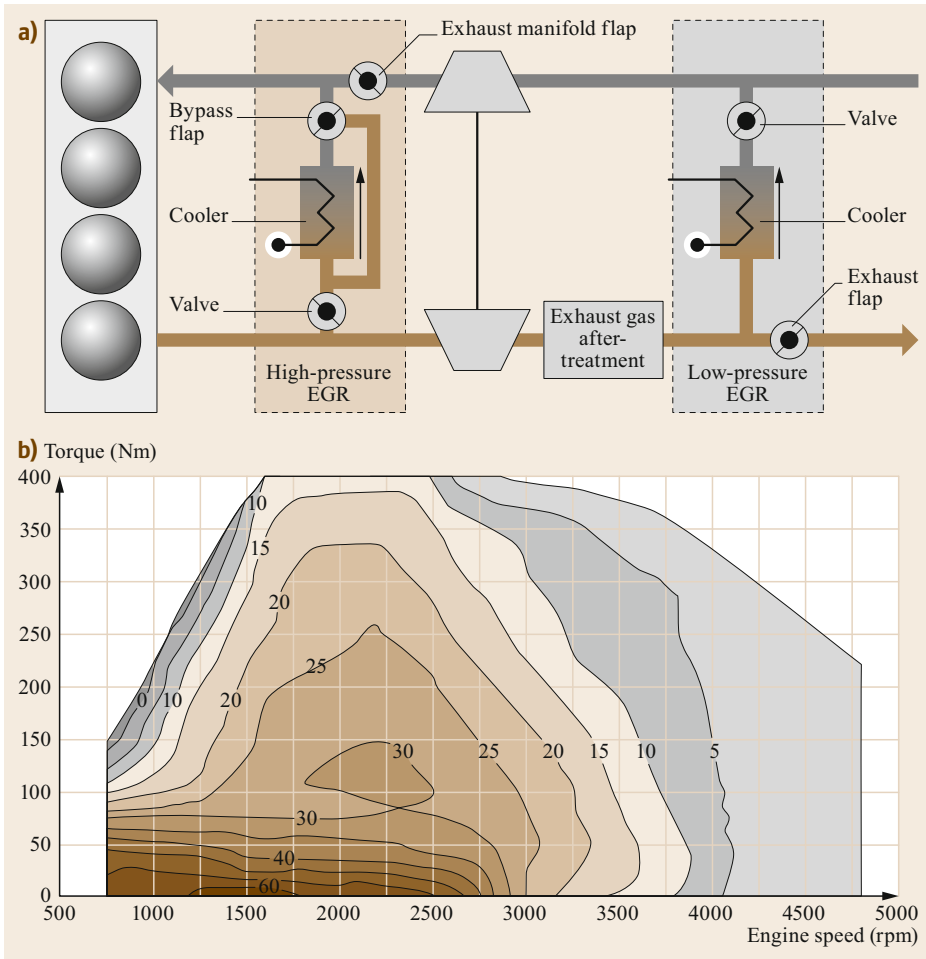 a)
Exhaust manifold flap
Bypass
flap
Valve
Cooler
Cooler
Valve
Exhaust
flap
Exhaust gas
after-
treatment
High-pressure
EGR
Low-pressure
EGR
b) Torque (Nm)
400
350
300
250
200
150
100
50
0
10
15
20
25
0
10
20
30
25
20
15
10
5
30
40
60
500
1000
1500
2000
2500
3000
3500
4000
4500
5000
Engine speed (rpm)